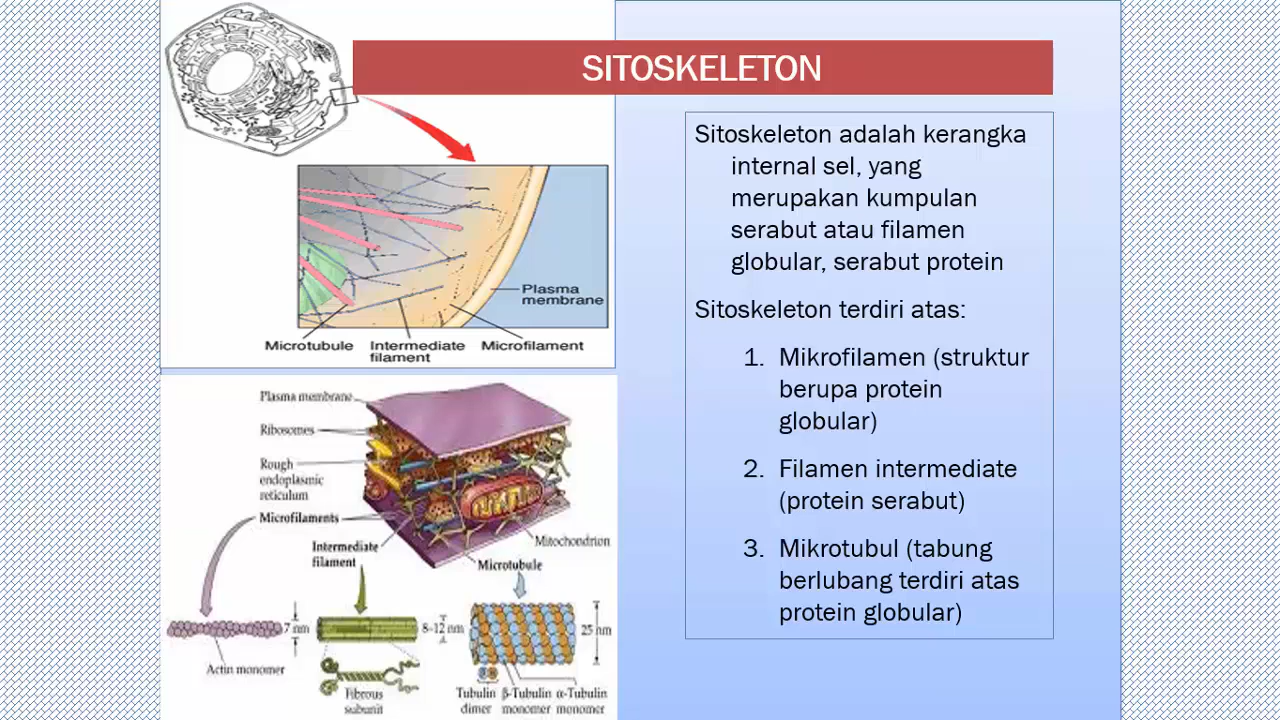 SITOSKELETON
Plasma
membrane
Microtubule
Intermediate
filament
Microfilament
Plasma membrane
Ribosomes
Rough
endoplasmic
reticulum
Microfilaments
Intermediate
filament
Mitochondrion
Microtubule
7 nm
8-12 nm
25 nm
Actin monomer
Fibrous
subunit
Tubulin
dimer
β-Tubulin
monomer
α-Tubulin
monomer
Sitoskeleton adalah kerangka
internal sel, yang
merupakan kumpulan
serabut atau filamen
globular, serabut protein
Sitoskeleton terdiri atas:
1. Mikrofilamen (struktur
berupa protein
globular)
2. Filamen intermediate
(protein serabut)
3. Mikrotubul (tabung
berlubang terdiri atas
protein globular)